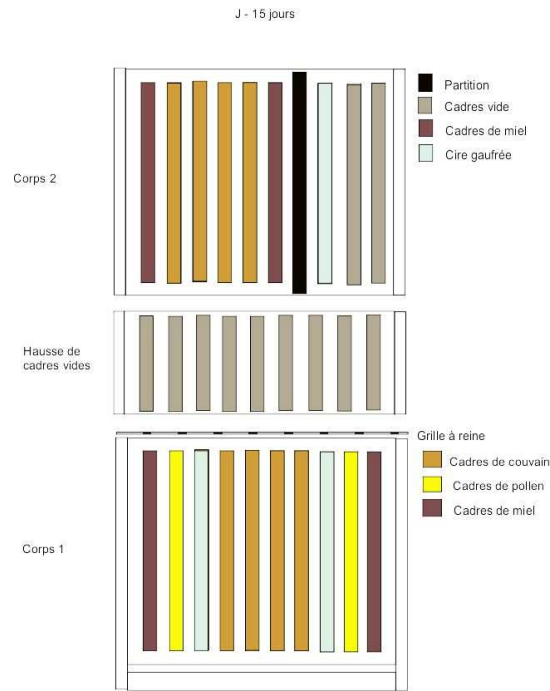 J - 15 jours
Partition
Cadres vide
Cadres de miel
Cire gaufrée
Corps 2
Hausse de
cadres vides
Grille à reine
Cadres de couvain
Cadres de pollen
Cadres de miel
Corps 1